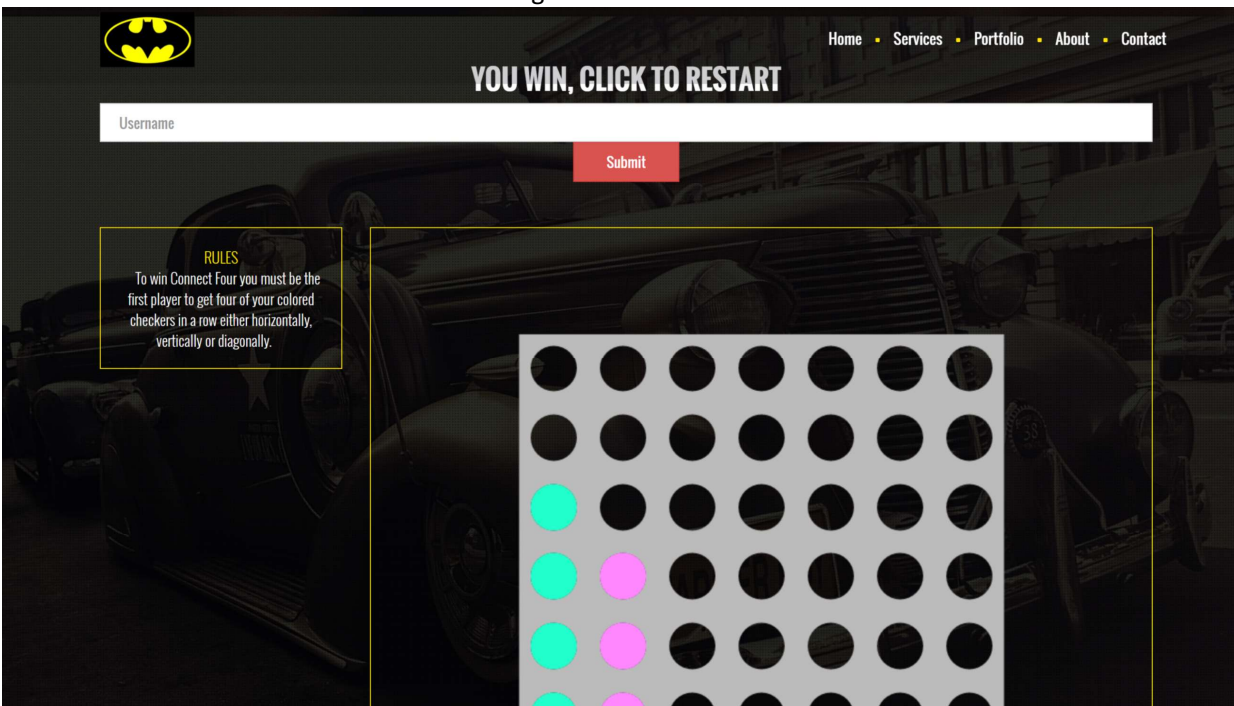 Home ▪ Services ▪ Portfolio ▪ About ▪ Contact
YOU WIN, CLICK TO RESTART
Username
Submit
RULES
To win Connect Four you must be the
first player to get four of your colored
checkers in a row either horizontally,
vertically or diagonally.